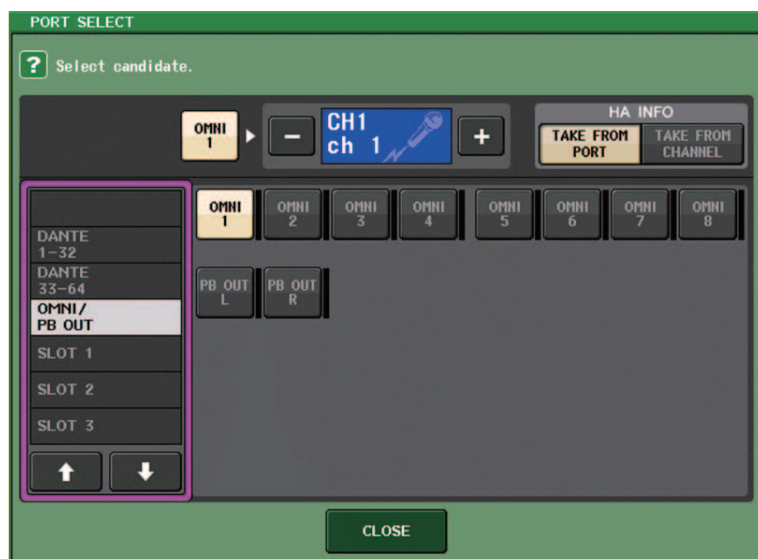 PORT SELECT
? Select candidate.
HA INFO
OMNI
1
−
CH1
ch 1
+
TAKE FROM
PORT
TAKE FROM
CHANNEL
DANTE
1-32
DANTE
33-64
OMNI/
PB OUT
SLOT 1
SLOT 2
SLOT 3
OMNI
1
OMNI
2
OMNI
3
OMNI
4
OMNI
5
OMNI
6
OMNI
7
OMNI
8
PB OUT
L
PB OUT
R
CLOSE